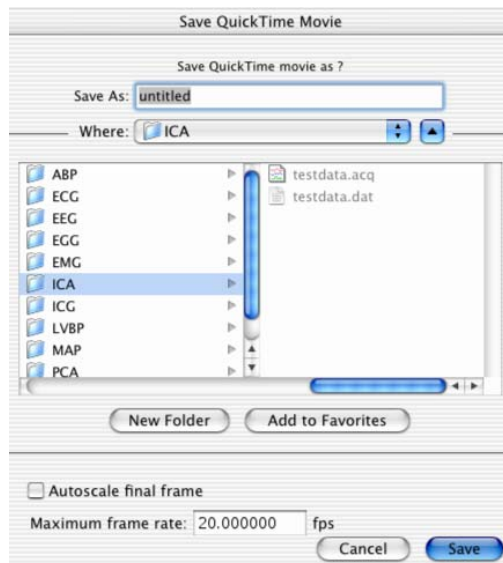 Save QuickTime Movie
Save QuickTime movie as ?
Save As: untitled
Where: ICA
ABP
ECG
EEG
EGG
EMG
ICA
ICG
LVBP
MAP
PCA
testdata.acq
testdata.dat
New Folder
Add to Favorites
Autoscale final frame
Maximum frame rate: 20.000000 fps
Cancel
Save